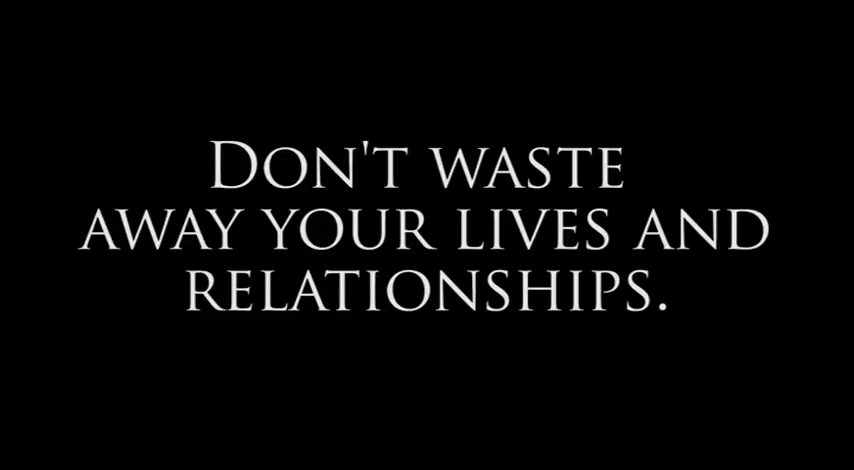 DON'T WASTE
AWAY YOUR LIVES AND
RELATIONSHIPS.